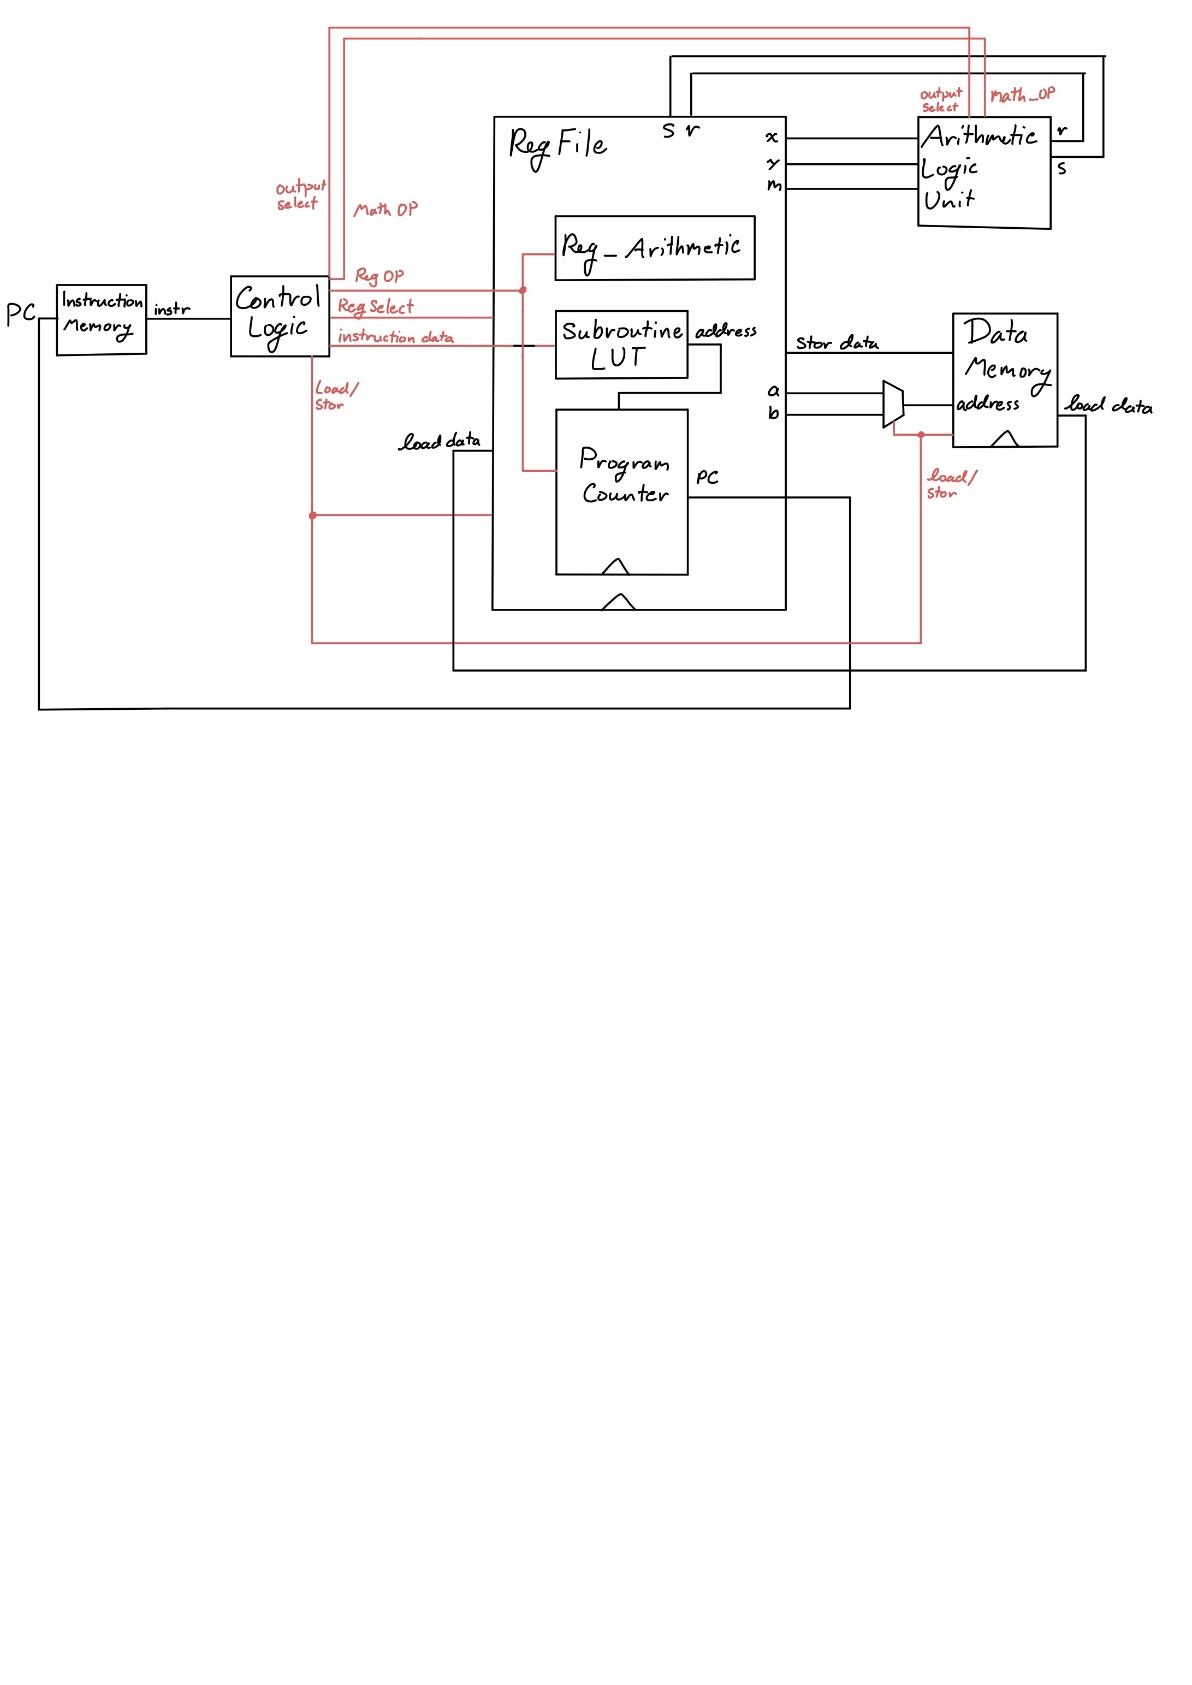 output
select
Math_OP
s r
Reg File
x
y
m
Arithmetic
Logic
Unit
r
s
output
select
Math OP
Reg_Arithmetic
PC
Instruction
Memory
instr
Control
Logic
Reg OP
Reg Select
instruction data
Subroutine
LUT
address
Stor data
Data
Memory
address
load data
a
b
Load/
Stor
load data
Program
Counter
PC
load/
Stor